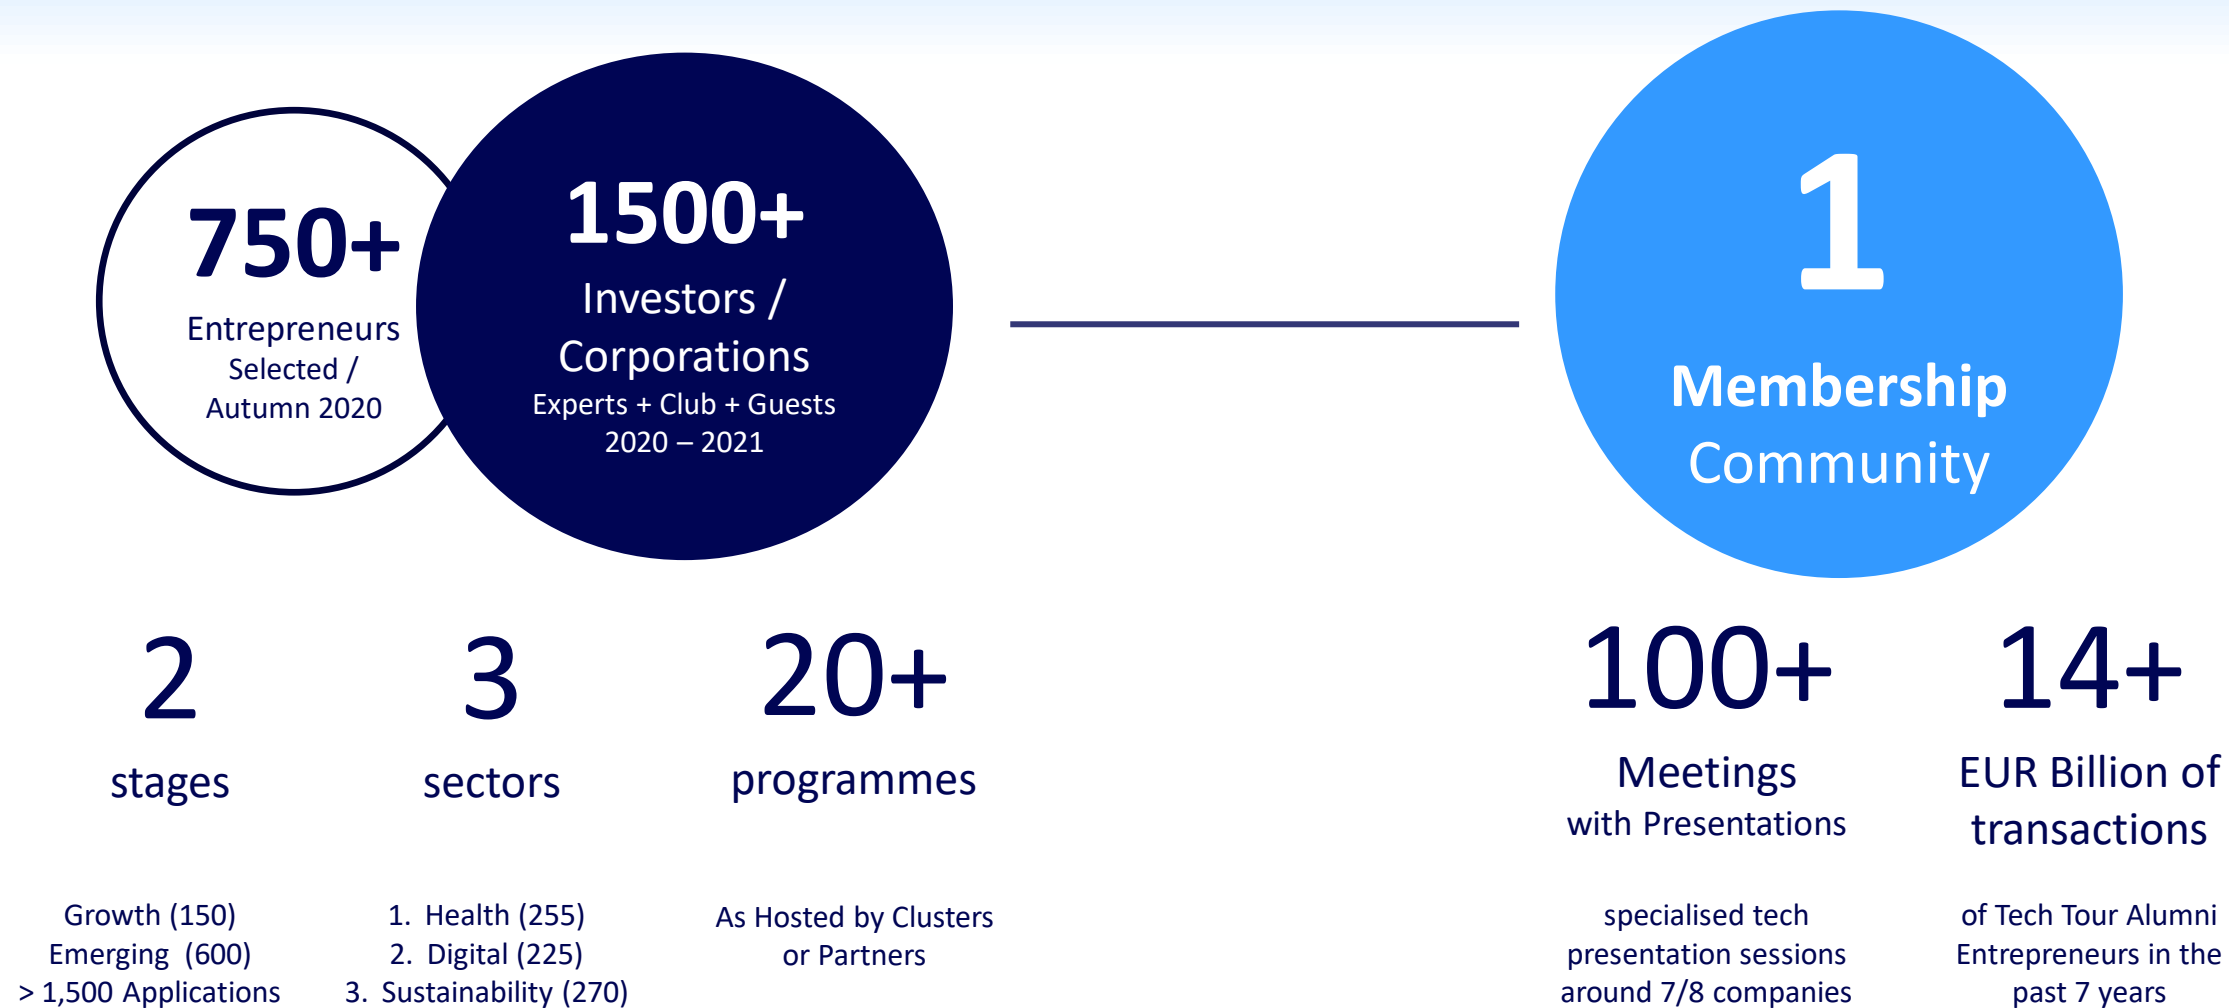 750+
Entrepreneurs
Selected /
Autumn 2020
1500+
Investors /
Corporations
Experts + Club + Guests
2020 – 2021
1
Membership
Community
2
stages
Growth (150)
Emerging (600)
> 1,500 Applications
3
sectors
1. Health (255)
2. Digital (225)
3. Sustainability (270)
20+
programmes
As Hosted by Clusters
or Partners
100+
Meetings
with Presentations
specialised tech
presentation sessions
around 7/8 companies
14+
EUR Billion of
transactions
of Tech Tour Alumni
Entrepreneurs in the
past 7 years